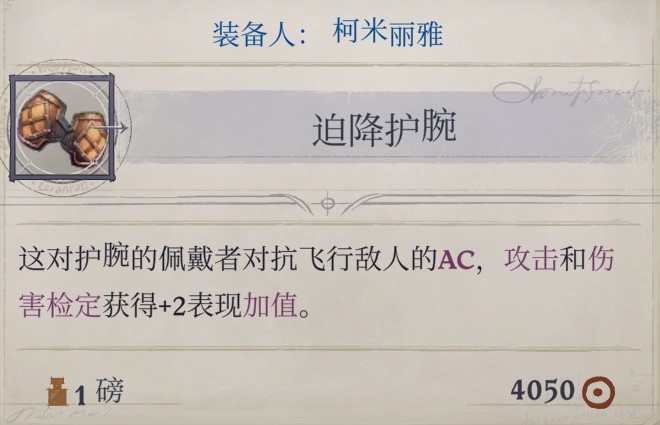 装备人： 柯米丽雅
迫降护腕
这对护腕的佩戴者对抗飞行敌人的AC，攻击和伤
害检定获得+2表现加值。
1 磅
4050